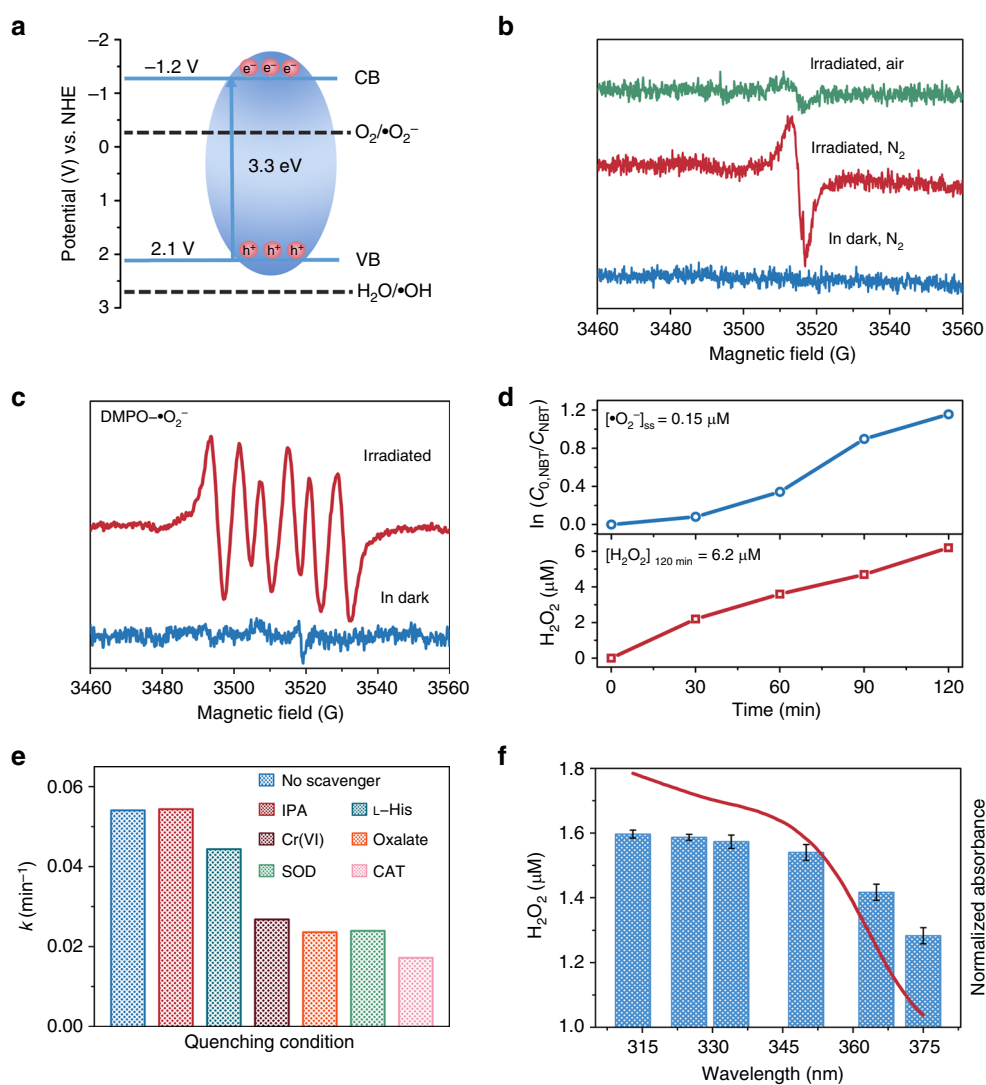 a
−2
−1
0
1
2
3
Potential (V) vs. NHE
−1.2 V
CB
e⁻ e⁻ e⁻
O₂/•O₂⁻
3.3 eV
2.1 V
VB
h⁺ h⁺ h⁺
H₂O/•OH
b
Irradiated, air
Irradiated, N₂
In dark, N₂
3460 3480 3500 3520 3540 3560
Magnetic field (G)
c
DMPO–•O₂⁻
Irradiated
In dark
3460 3480 3500 3520 3540 3560
Magnetic field (G)
d
[•O₂⁻]ss = 0.15 μM
1.2
0.8
0.4
0.0
ln (C0,NBT/CNBT)
[H₂O₂] 120 min = 6.2 μM
6
4
2
0
H₂O₂ (μM)
0 30 60 90 120
Time (min)
e
0.06
0.04
0.02
0.00
k (min⁻¹)
No scavenger
IPA
L–His
Cr(VI)
Oxalate
SOD
CAT
Quenching condition
f
1.8
1.6
1.4
1.2
1.0
H₂O₂ (μM)
Normalized absorbance
315 330 345 360 375
Wavelength (nm)